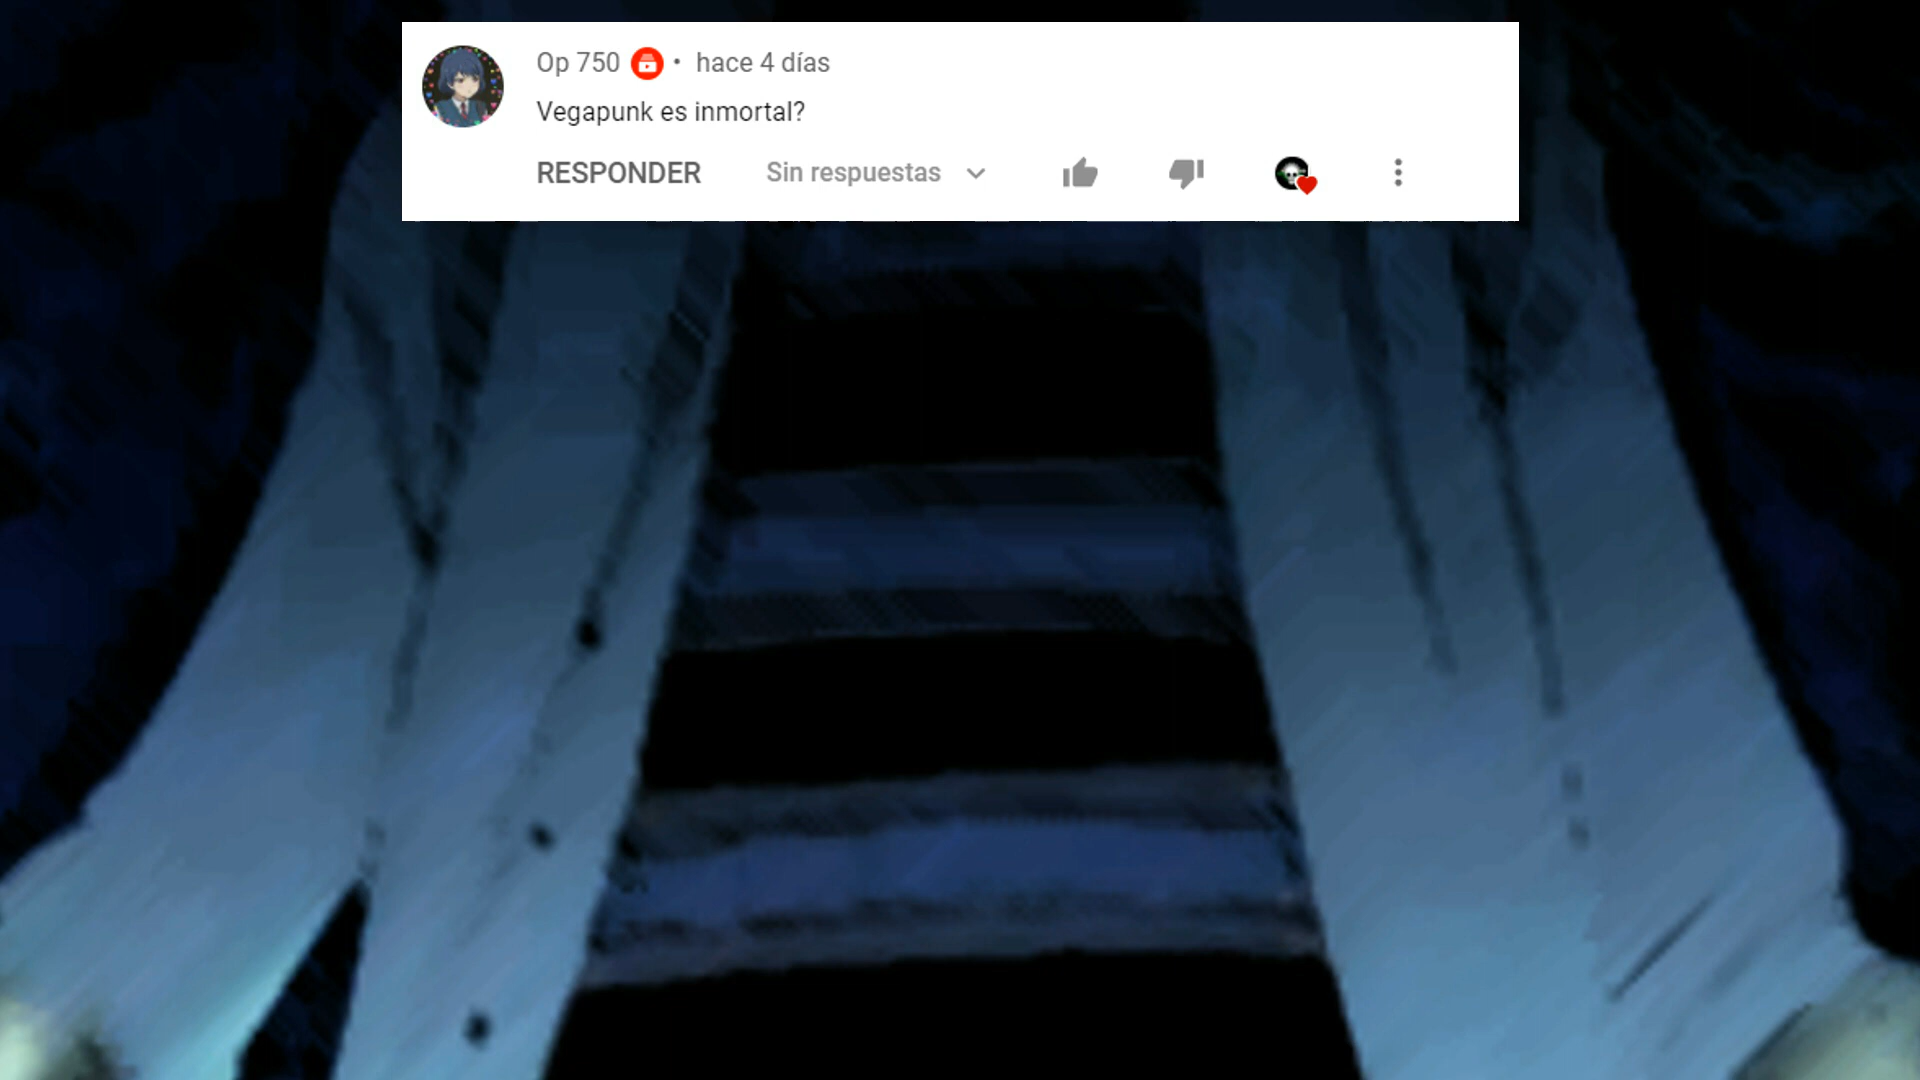 Op 750 • hace 4 días
Vegapunk es inmortal?
RESPONDER Sin respuestas